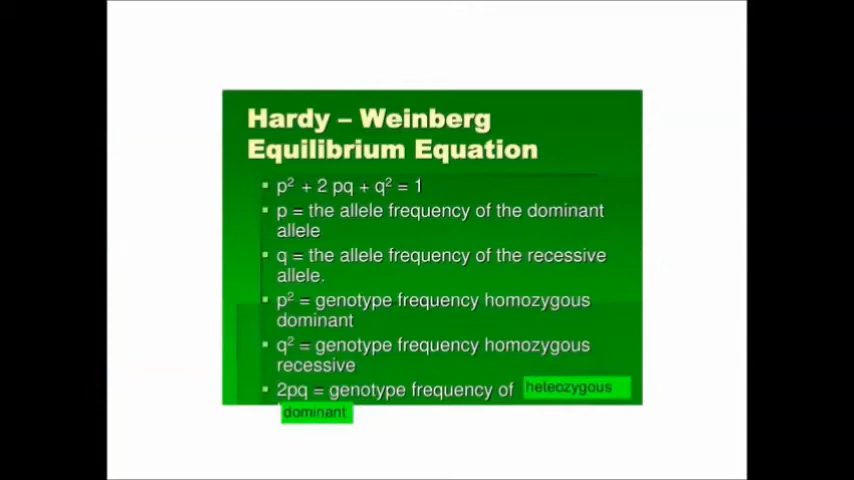 Hardy – Weinberg
Equilibrium Equation
▪ p² + 2 pq + q² = 1
▪ p = the allele frequency of the dominant
allele
▪ q = the allele frequency of the recessive
allele.
▪ p² = genotype frequency homozygous
dominant
▪ q² = genotype frequency homozygous
recessive
▪ 2pq = genotype frequency of heteozygous
dominant